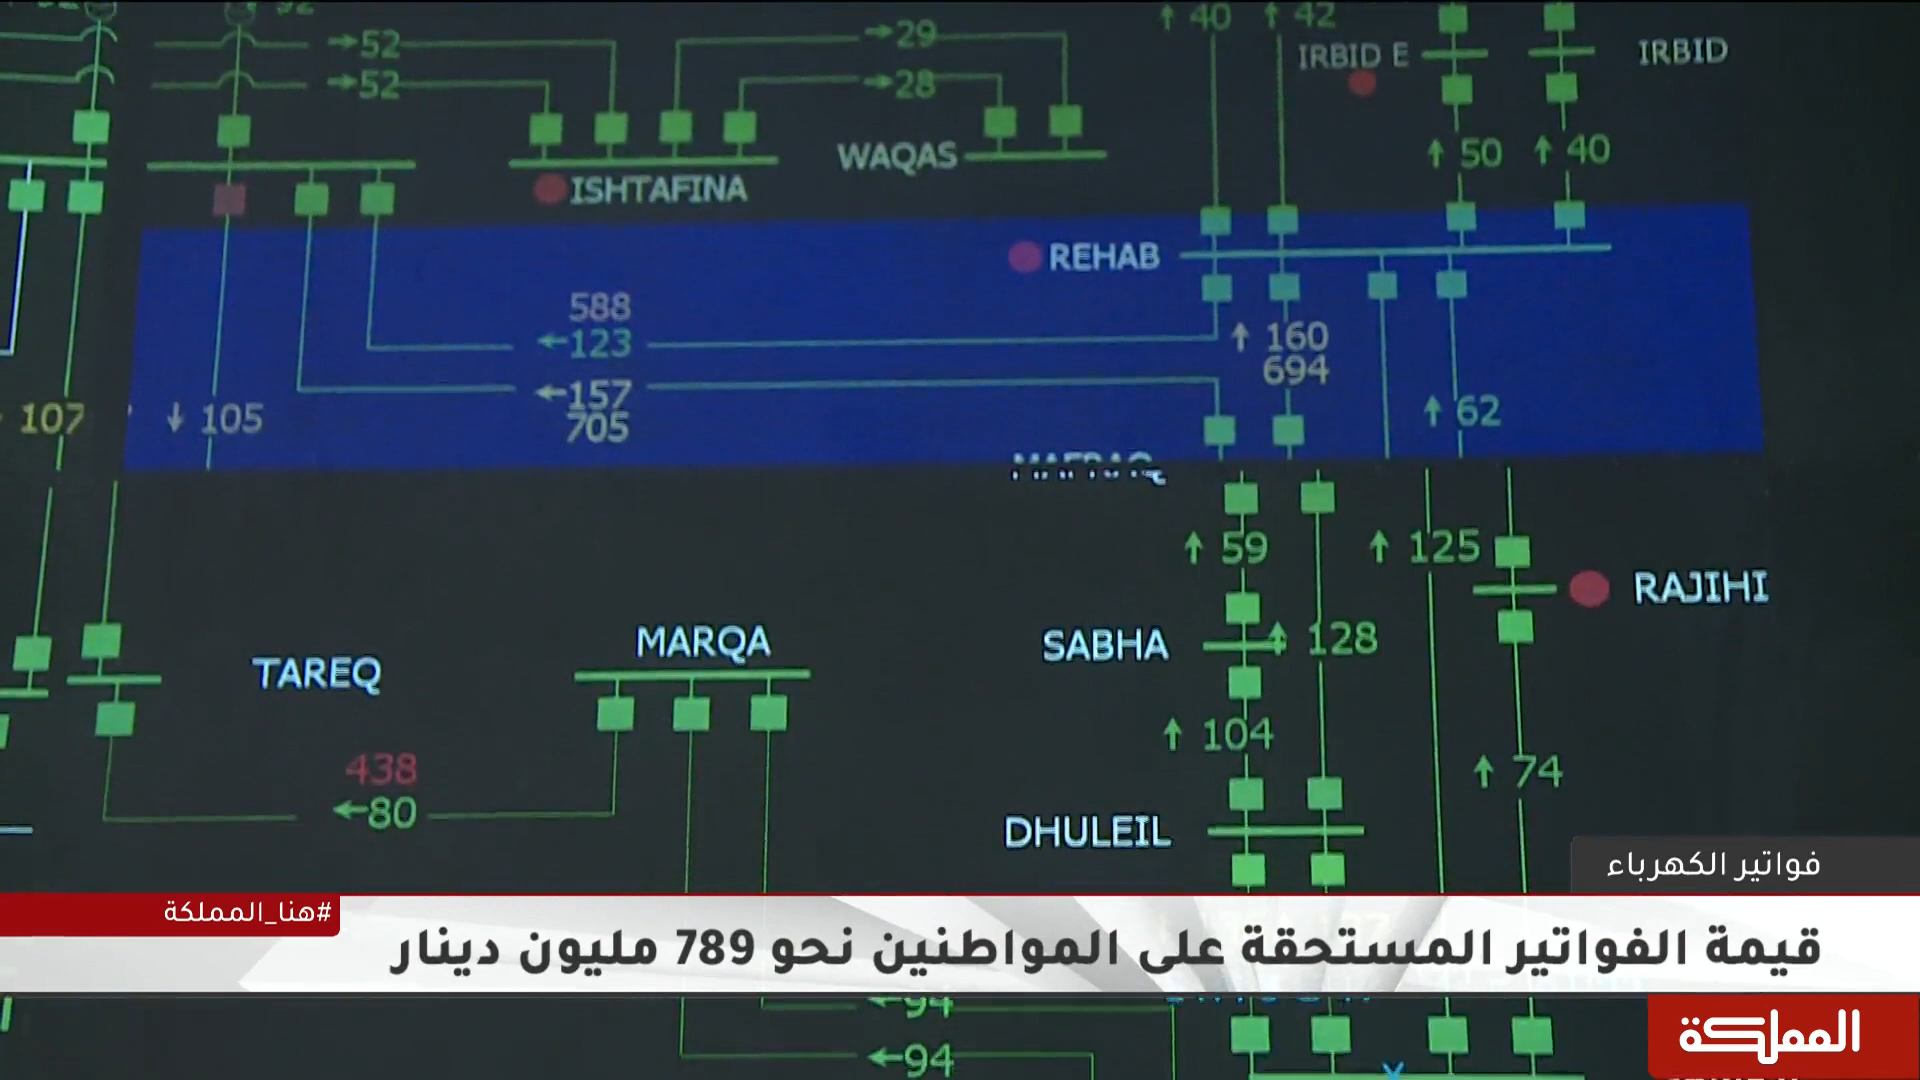 52
29
40
42
IRBID E
IRBID
52
28
50
40
WAQAS
ISHTAFINA
REHAB
588
123
160
694
157
705
107
105
62
59
125
RAJIHI
MARQA
SABHA
128
TAREQ
104
438
80
74
DHULEIL
فواتير الكهرباء
#هنا_المملكة
قيمة الفواتير المستحقة على المواطنين نحو 789 مليون دينار
94
94
المملكة